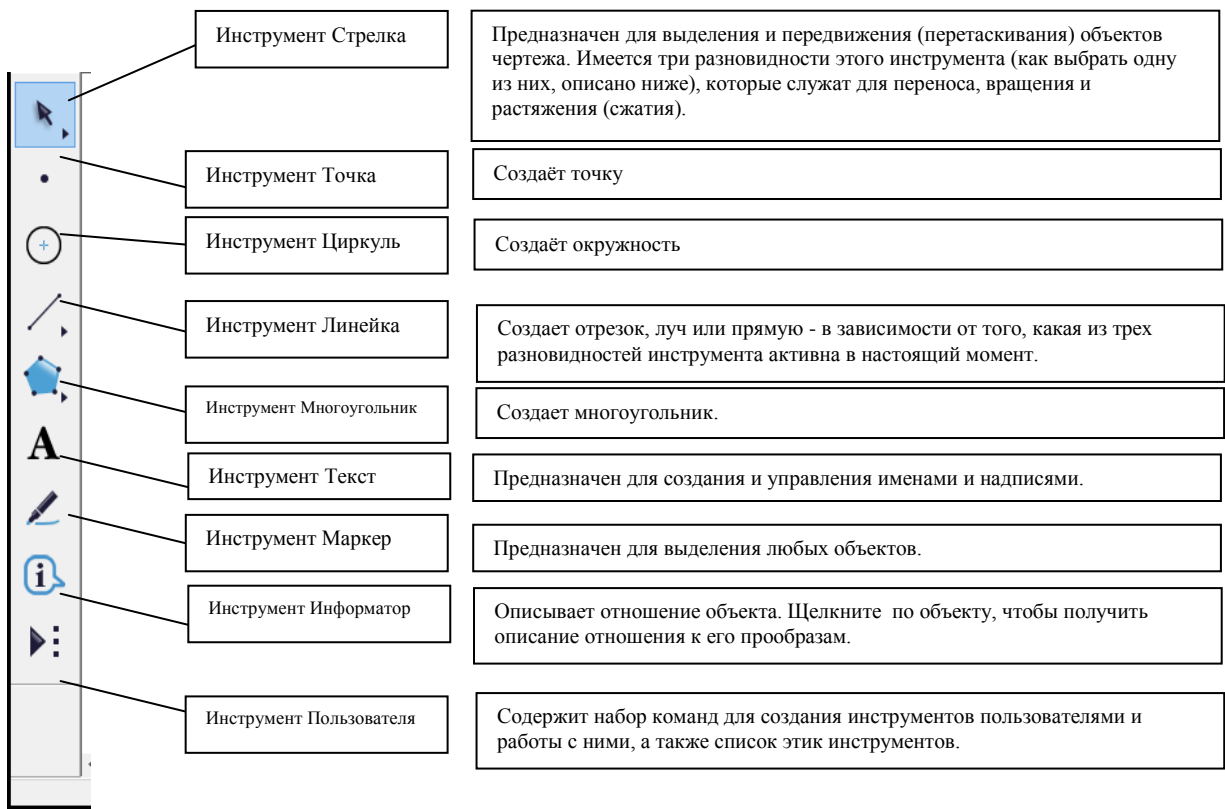 Инструмент Стрелка
Предназначен для выделения и передвижения (перетаскивания) объектов
чертежа. Имеется три разновидности этого инструмента (как выбрать одну
из них, описано ниже), которые служат для переноса, вращения и
растяжения (сжатия).
Инструмент Точка
Создаёт точку
Инструмент Циркуль
Создаёт окружность
Инструмент Линейка
Создает отрезок, луч или прямую - в зависимости от того, какая из трех
разновидностей инструмента активна в настоящий момент.
Инструмент Многоугольник
Создает многоугольник.
A
Инструмент Текст
Предназначен для создания и управления именами и надписями.
Инструмент Маркер
Предназначен для выделения любых объектов.
i
Инструмент Информатор
Описывает отношение объекта. Щелкните по объекту, чтобы получить
описание отношения к его прообразам.
Инструмент Пользователя
Содержит набор команд для создания инструментов пользователями и
работы с ними, а также список этик инструментов.